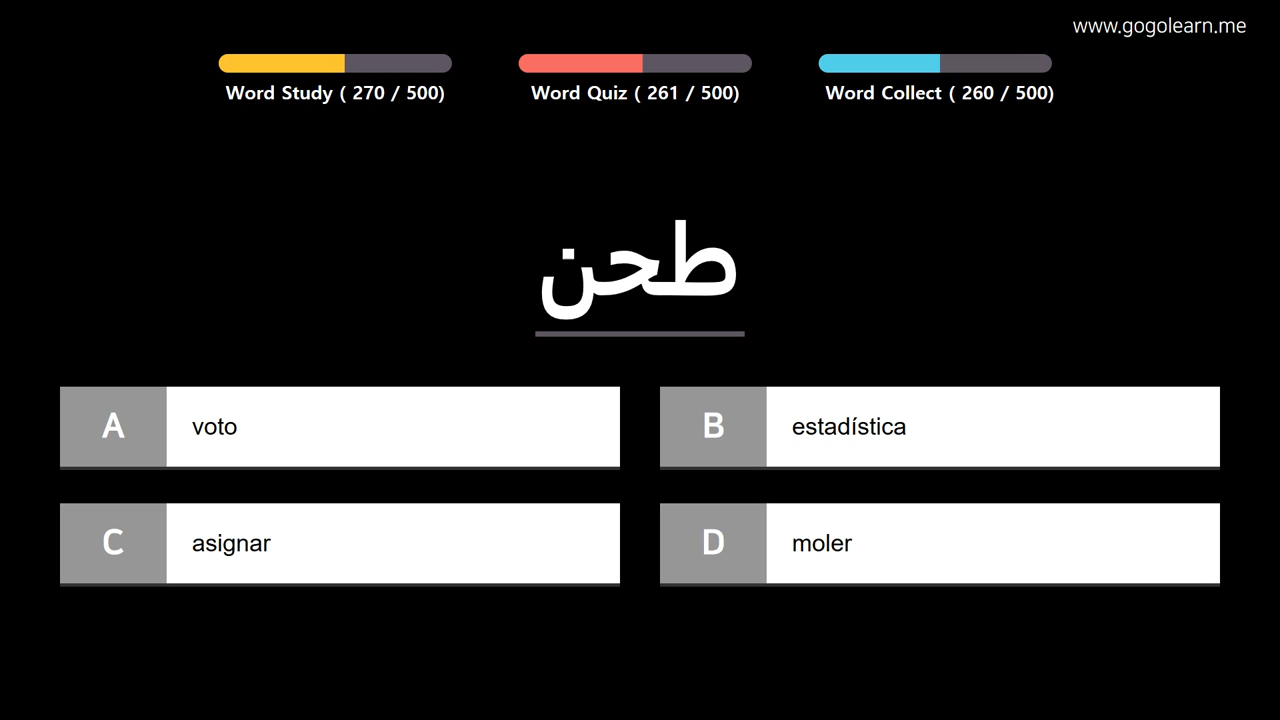 www.gogolearn.me
Word Study ( 270 / 500)
Word Quiz ( 261 / 500)
Word Collect ( 260 / 500)
طحن
A voto
B estadística
C asignar
D moler